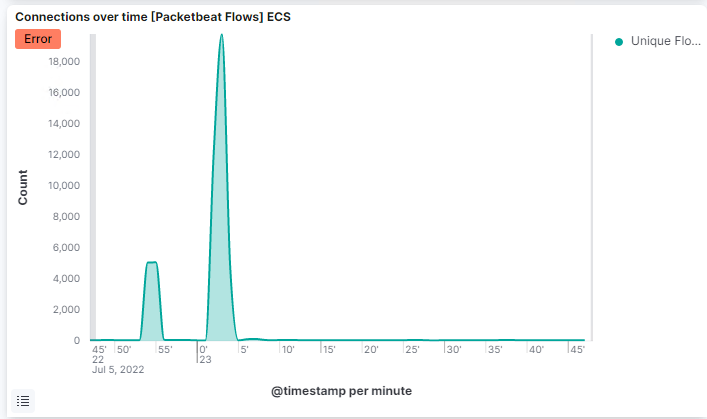 Connections over time [Packetbeat Flows] ECS
Error
Unique Flo...
18,000
16,000
14,000
12,000
10,000
8,000
6,000
4,000
2,000
0
Count
45' 50' 55' 0' 5' 10' 15' 20' 25' 30' 35' 40' 45'
22 23
Jul 5, 2022
@timestamp per minute